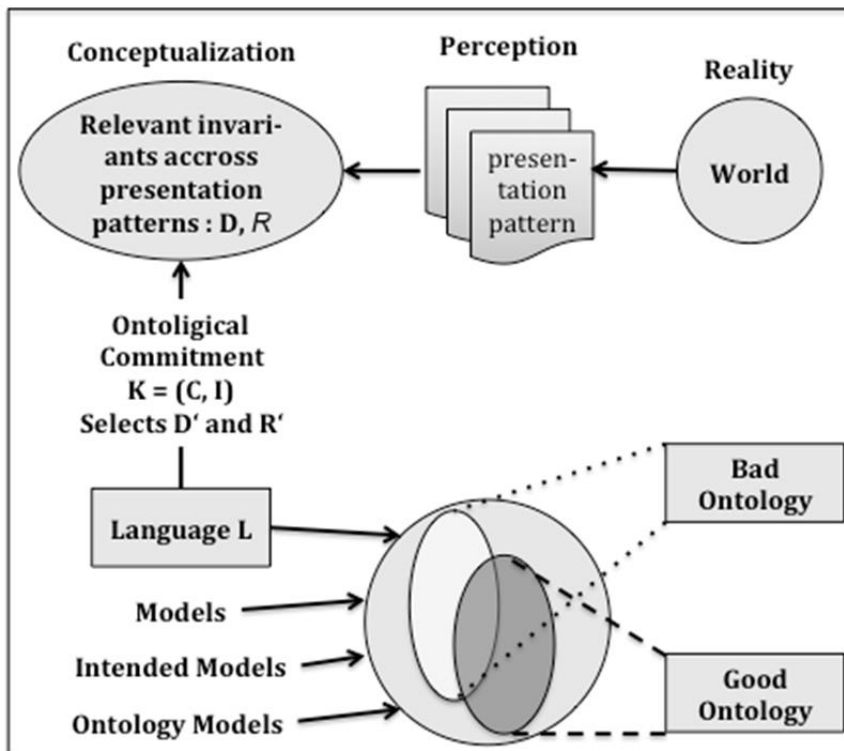 Conceptualization
Perception
Reality
Relevant invari-
ants accross
presentation
patterns : D, R
presen-
tation
pattern
World
Ontoligical
Commitment
K = (C, I)
Selects D‘ and R‘
Language L
Models
Intended Models
Ontology Models
Bad
Ontology
Good
Ontology